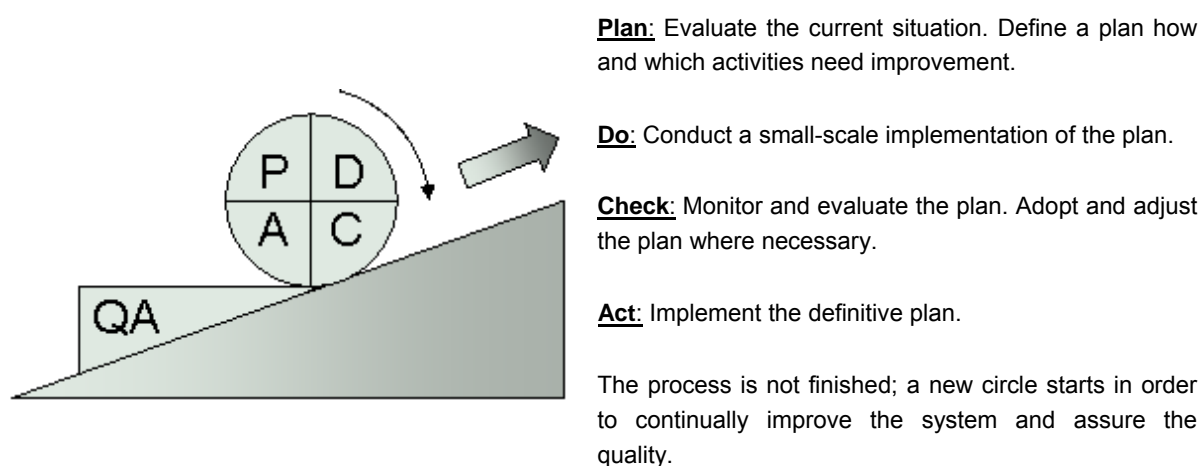 P D
A C
QA
Plan: Evaluate the current situation. Define a plan how
and which activities need improvement.
Do: Conduct a small-scale implementation of the plan.
Check: Monitor and evaluate the plan. Adopt and adjust
the plan where necessary.
Act: Implement the definitive plan.
The process is not finished; a new circle starts in order
to continually improve the system and assure the
quality.